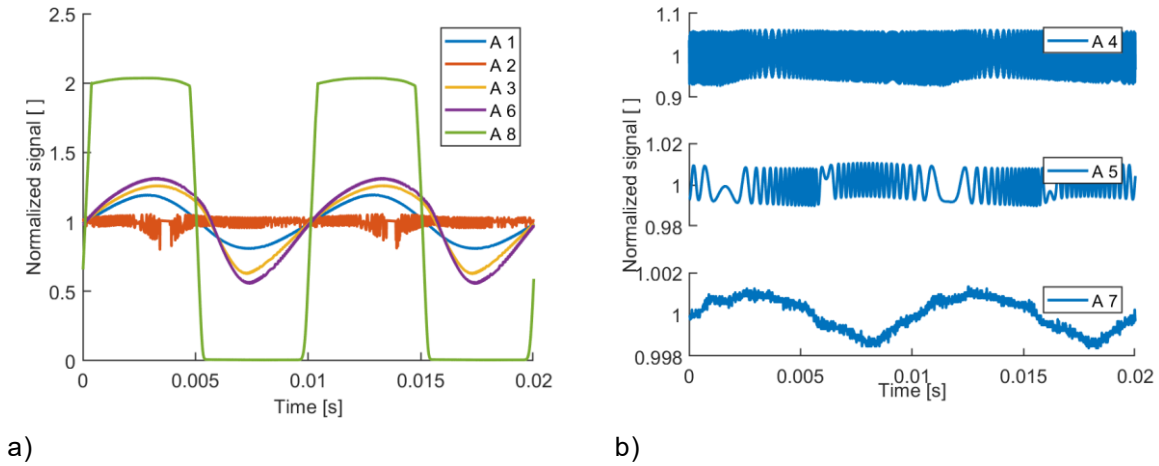 2.5
2
1.5
1
0.5
0
Normalized signal [ ]
A 1
A 2
A 3
A 6
A 8
0
0.005
0.01
0.015
0.02
Time [s]
a)
1.1
1
0.9
A 4
1.02
1
0.98
A 5
1.002
1
0.998
A 7
Normalized signal [ ]
0
0.005
0.01
0.015
0.02
Time [s]
b)